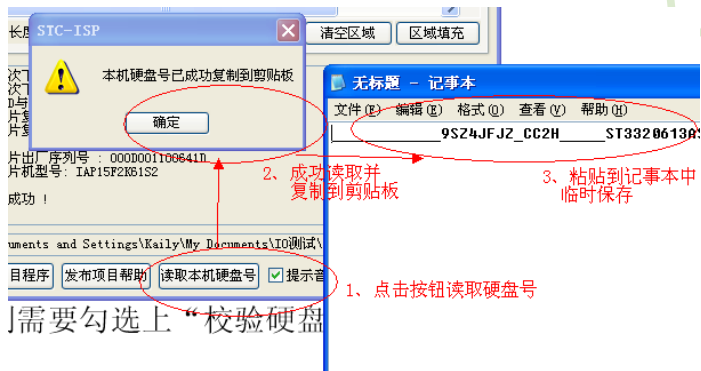 长度
清空区域
区域填充
STC-ISP
本机硬盘号已成功复制到剪贴板
确定
无标题 - 记事本
文件(F) 编辑(E) 格式(O) 查看(V) 帮助(H)
_____________9SZ4JFJZ_CC2H_____ST3320613AS
片出厂序列号 : 000D001100641D
片机型号: IAP15F2K61S2
成功 !
2、成功读取并
复制到剪贴板
3、粘贴到记事本中
临时保存
uments and Settings\Kaily\My Documents\IO测试\
目程序
发布项目帮助
读取本机硬盘号
提示音
1、点击按钮读取硬盘号
需要勾选上“校验硬盘